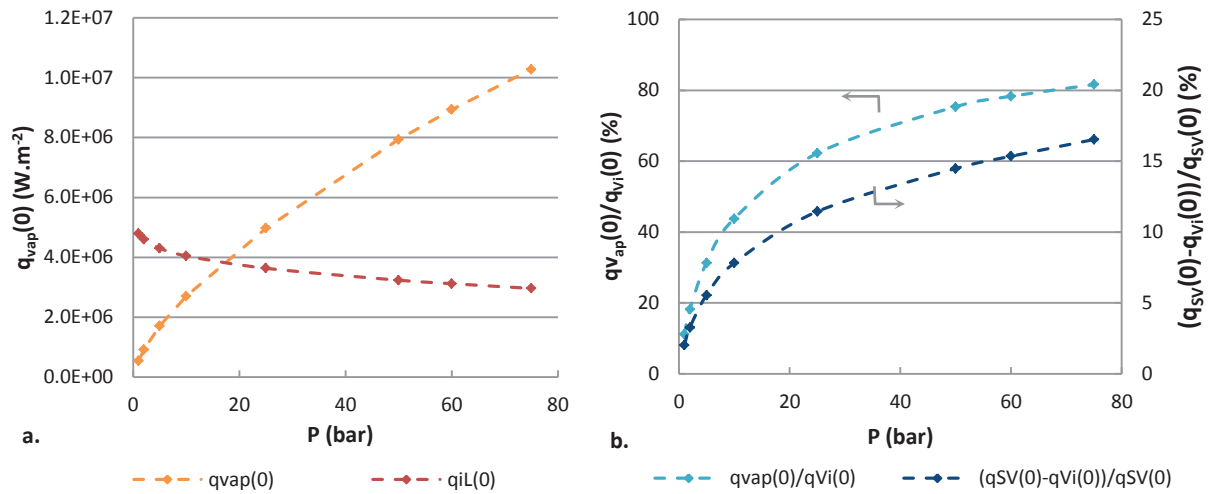 1.2E+07
1.0E+07
8.0E+06
6.0E+06
4.0E+06
2.0E+06
0.0E+00
qvap(0) (W.m-2)
0 20 40 60 80
P (bar)
a.
qvap(0) qiL(0)
100
80
60
40
20
0
qvap(0)/qVi(0) (%)
25
20
15
10
5
0
(qSV(0)-qVi(0))/qSV(0) (%)
0 20 40 60 80
P (bar)
b.
qvap(0)/qVi(0) (qSV(0)-qVi(0))/qSV(0)